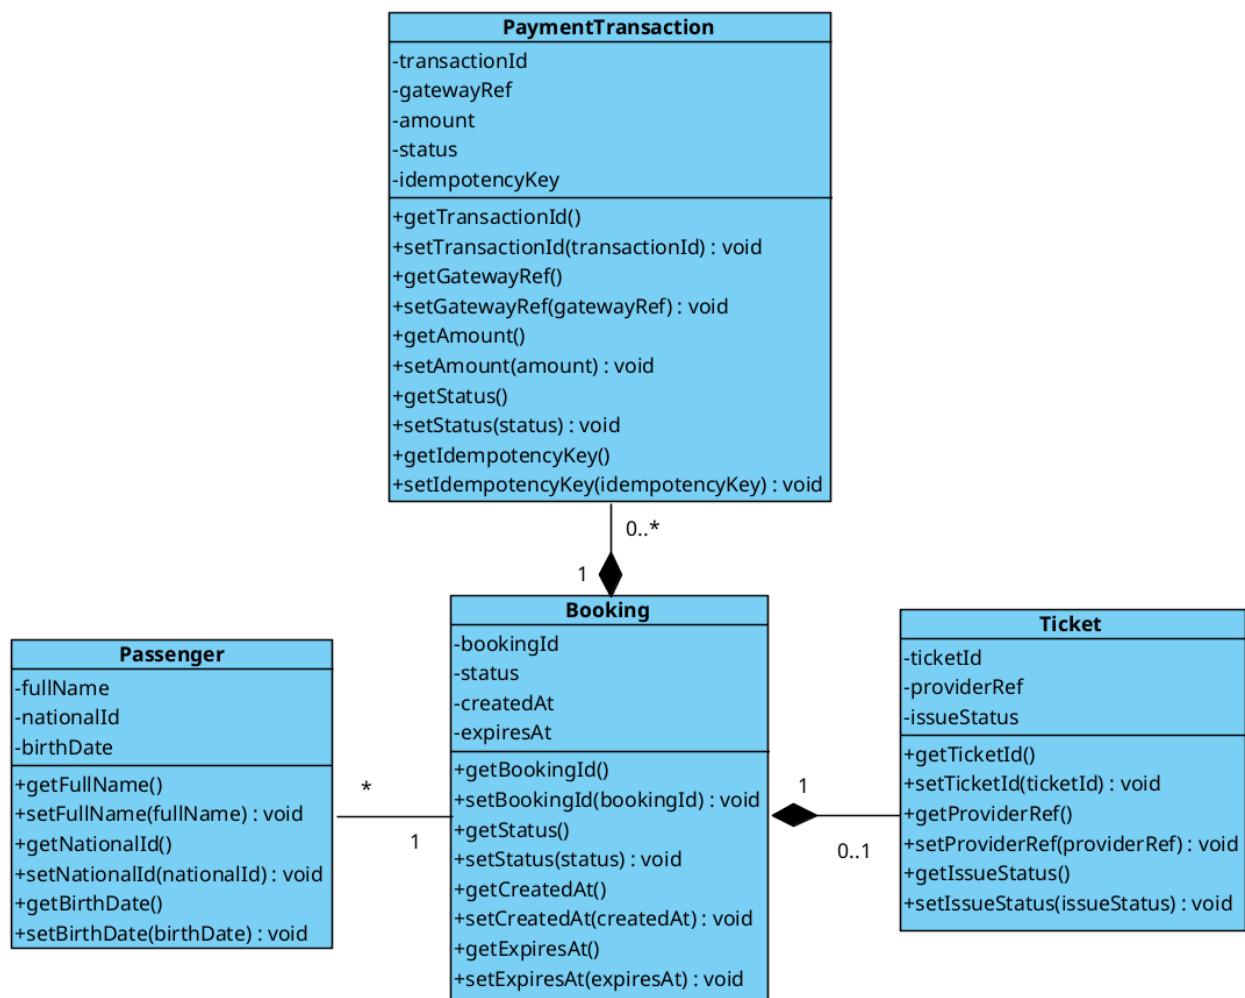 PaymentTransaction
-transactionId
-gatewayRef
-amount
-status
-idempotencyKey
+getTransactionId()
+setTransactionId(transactionId) : void
+getGatewayRef()
+setGatewayRef(gatewayRef) : void
+getAmount()
+setAmount(amount) : void
+getStatus()
+setStatus(status) : void
+getIdempotencyKey()
+setIdempotencyKey(idempotencyKey) : void
0..*
1
Passenger
-fullName
-nationalId
-birthDate
+getFullName()
+setFullName(fullName) : void
+getNationalId()
+setNationalId(nationalId) : void
+getBirthDate()
+setBirthDate(birthDate) : void
*
1
Booking
-bookingId
-status
-createdAt
-expiresAt
+getBookingId()
+setBookingId(bookingId) : void
+getStatus()
+setStatus(status) : void
+getCreatedAt()
+setCreatedAt(createdAt) : void
+getExpiresAt()
+setExpiresAt(expiresAt) : void
1
0..1
Ticket
-ticketId
-providerRef
-issueStatus
+getTicketId()
+setTicketId(ticketId) : void
+getProviderRef()
+setProviderRef(providerRef) : void
+getIssueStatus()
+setIssueStatus(issueStatus) : void